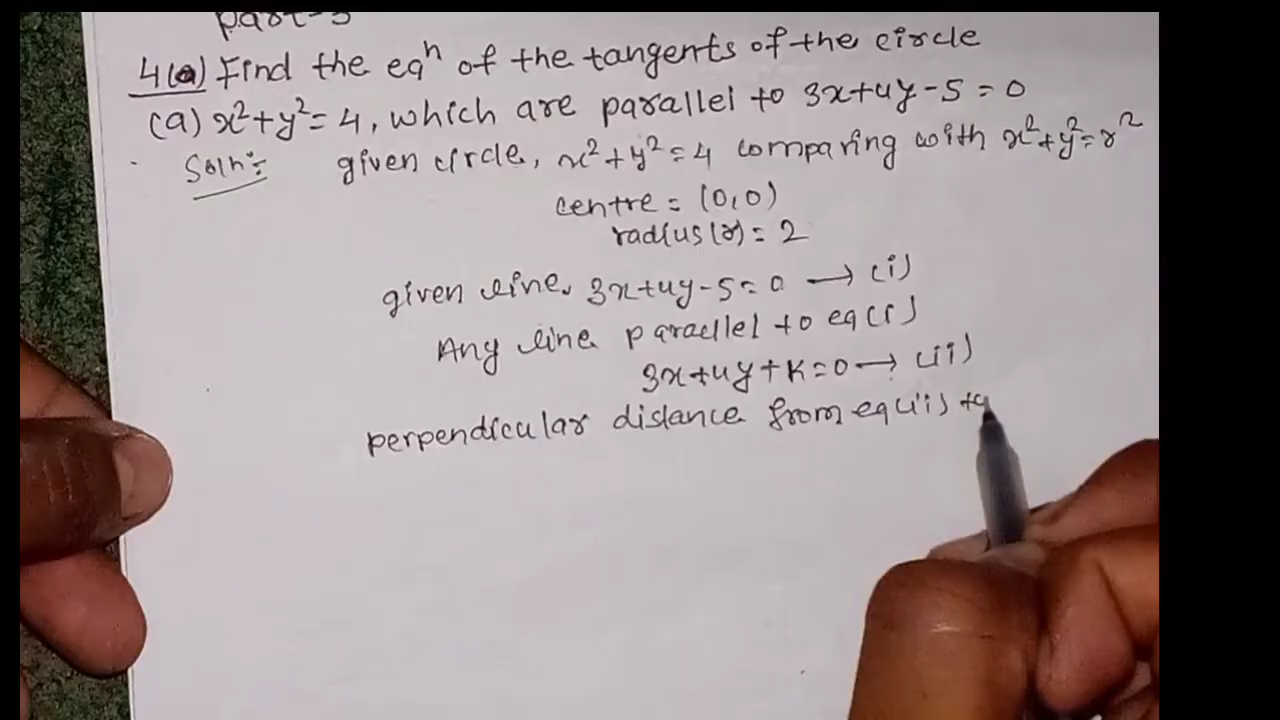 part-3
4(a) Find the eqⁿ of the tangents of the circle
(a) x²+y²=4, which are parallel to 3x+4y-5=0
Solⁿ:- given circle, x²+y²=4 comparing with x²+y²=r²
centre = (0,0)
radius(r) = 2
given line, 3x+4y-5=0 → (i)
Any line parallel to eq(i)
3x+4y+k=0 → (ii)
perpendicular distance from eq(ii) to